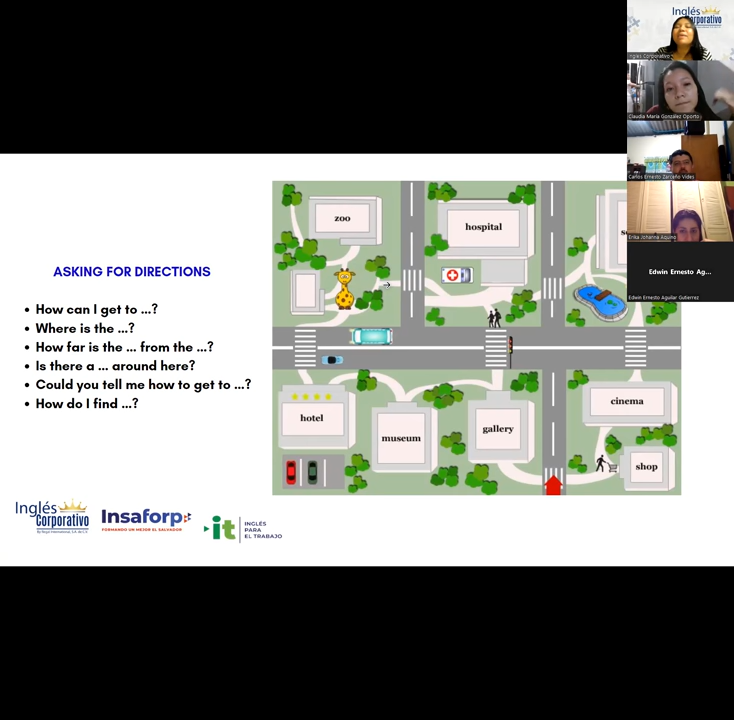 Inglés
Corporativo
Ingles Corporativo
Claudia María González Oporto
Carlos Ernesto Zarceño Vides
Erika Johanna Aquino
Edwin Ernesto Ag...
Edwin Ernesto Aguilar Gutierrez
ASKING FOR DIRECTIONS
• How can I get to ...?
• Where is the ...?
• How far is the ... from the ...?
• Is there a ... around here?
• Could you tell me how to get to ...?
• How do I find ...?
zoo
hospital
hotel
museum
gallery
cinema
shop
Inglés
Corporativo
Insaforp
FORMANDO UN MEJOR EL SALVADOR
it
INGLÉS
PARA
EL TRABAJO